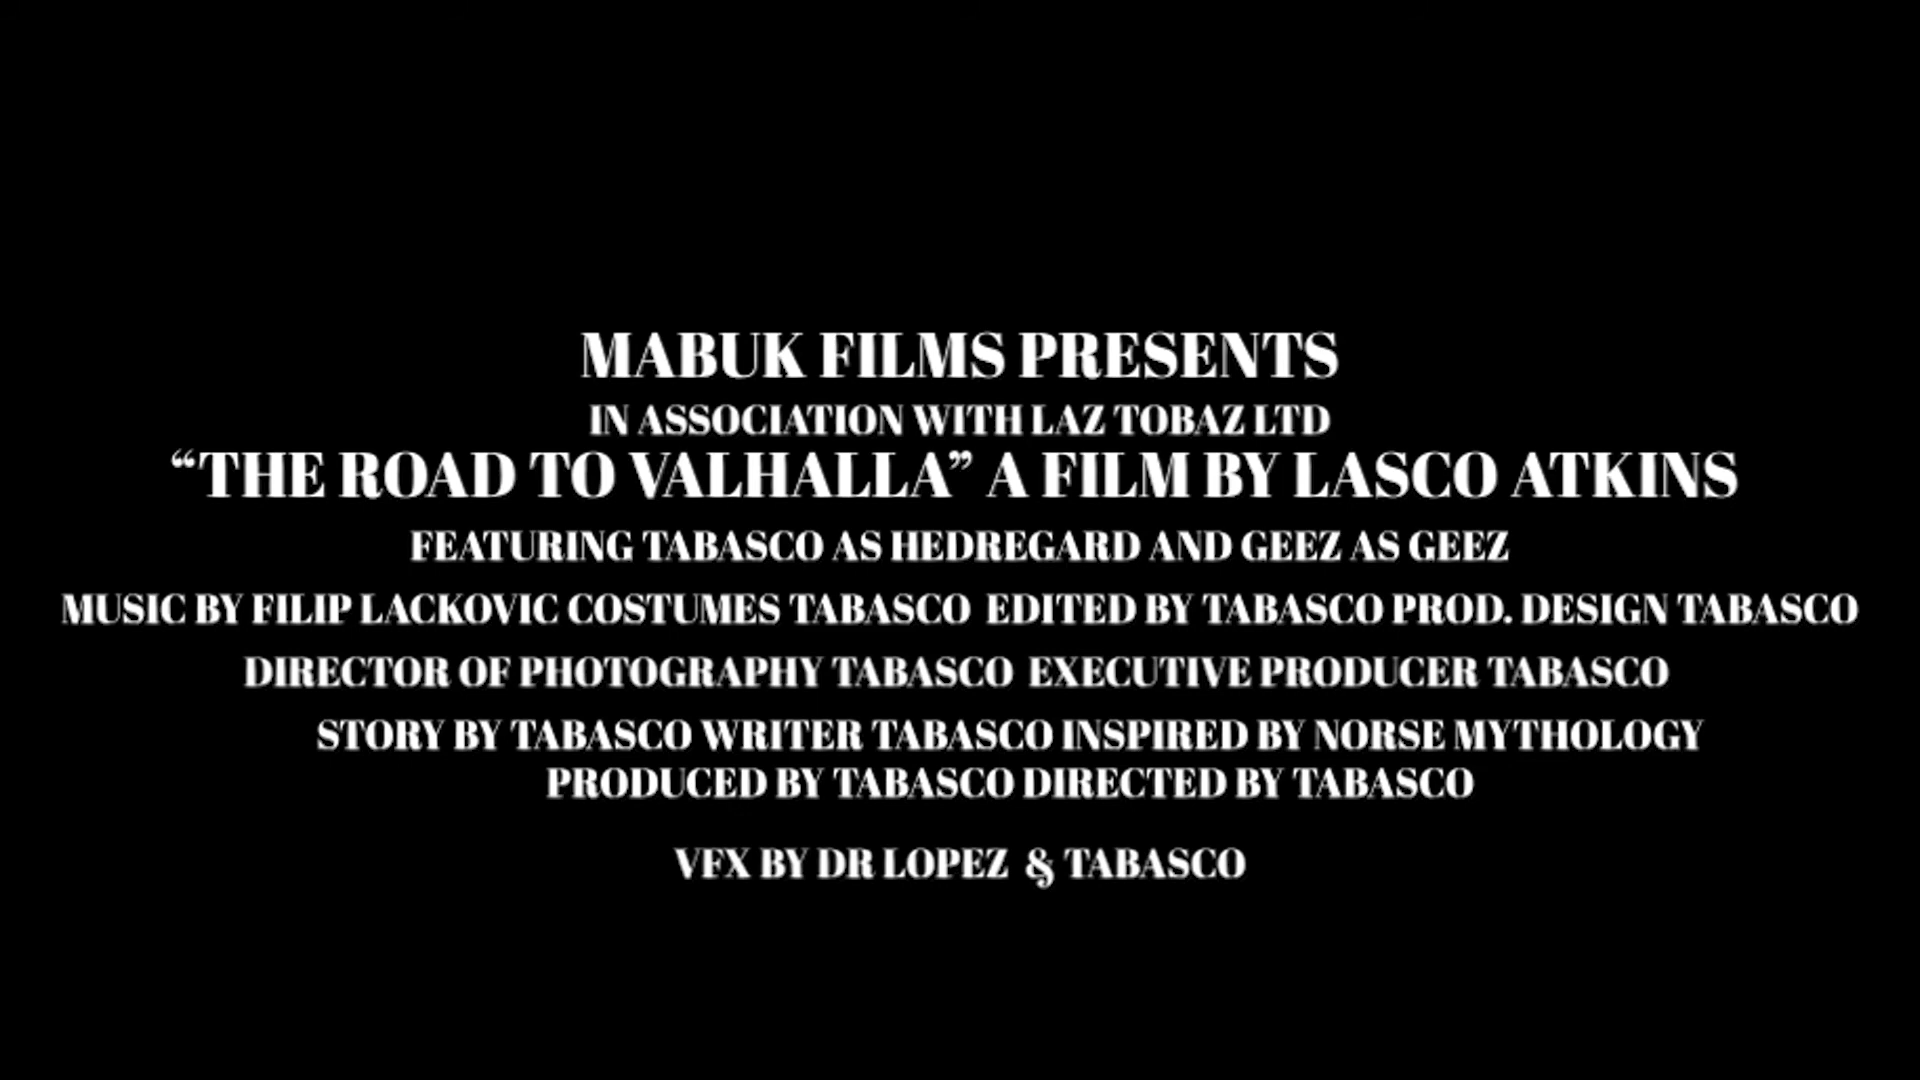 MABUK FILMS PRESENTS
IN ASSOCIATION WITH LAZ TOBAZ LTD
“THE ROAD TO VALHALLA” A FILM BY LASCO ATKINS
FEATURING TABASCO AS HEDREGARD AND GEEZ AS GEEZ
MUSIC BY FILIP LACKOVIC COSTUMES TABASCO EDITED BY TABASCO PROD. DESIGN TABASCO
DIRECTOR OF PHOTOGRAPHY TABASCO EXECUTIVE PRODUCER TABASCO
STORY BY TABASCO WRITER TABASCO INSPIRED BY NORSE MYTHOLOGY
PRODUCED BY TABASCO DIRECTED BY TABASCO
VFX BY DR LOPEZ & TABASCO